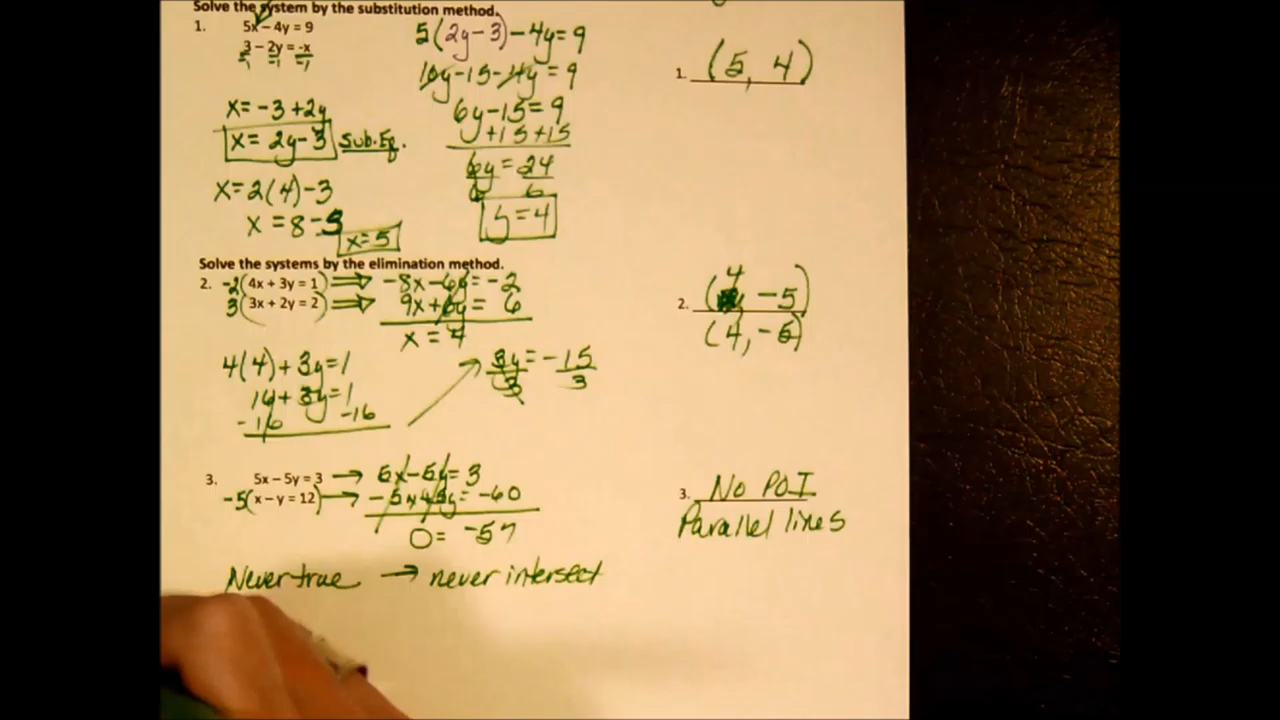 Solve the system by the substitution method.
1. 5x – 4y = 9
3 – 2y = -x
-1 -1 -1
x = -3 + 2y
x = 2y - 3 Sub. Eq.
x = 2(4) - 3
x = 8 - 3
x = 5
5(2y - 3) - 4y = 9
10y - 15 - 4y = 9
6y - 15 = 9
+15 +15
6y = 24
6 6
y = 4
1. (5, 4)
Solve the systems by the elimination method.
2. -2(4x + 3y = 1) ⇒ -8x - 6y = -2
3(3x + 2y = 2) ⇒ 9x + 6y = 6
x = 4
4(4) + 3y = 1
16 + 3y = 1
-16 -16
3y = -15
3 3
4
2. ( , -5)
(4, -5)
3. 5x – 5y = 3 → 5x - 5y = 3
-5(x – y = 12) → -5x + 5y = -60
0 = -57
Never true → never intersect
3. No POI
Parallel lines